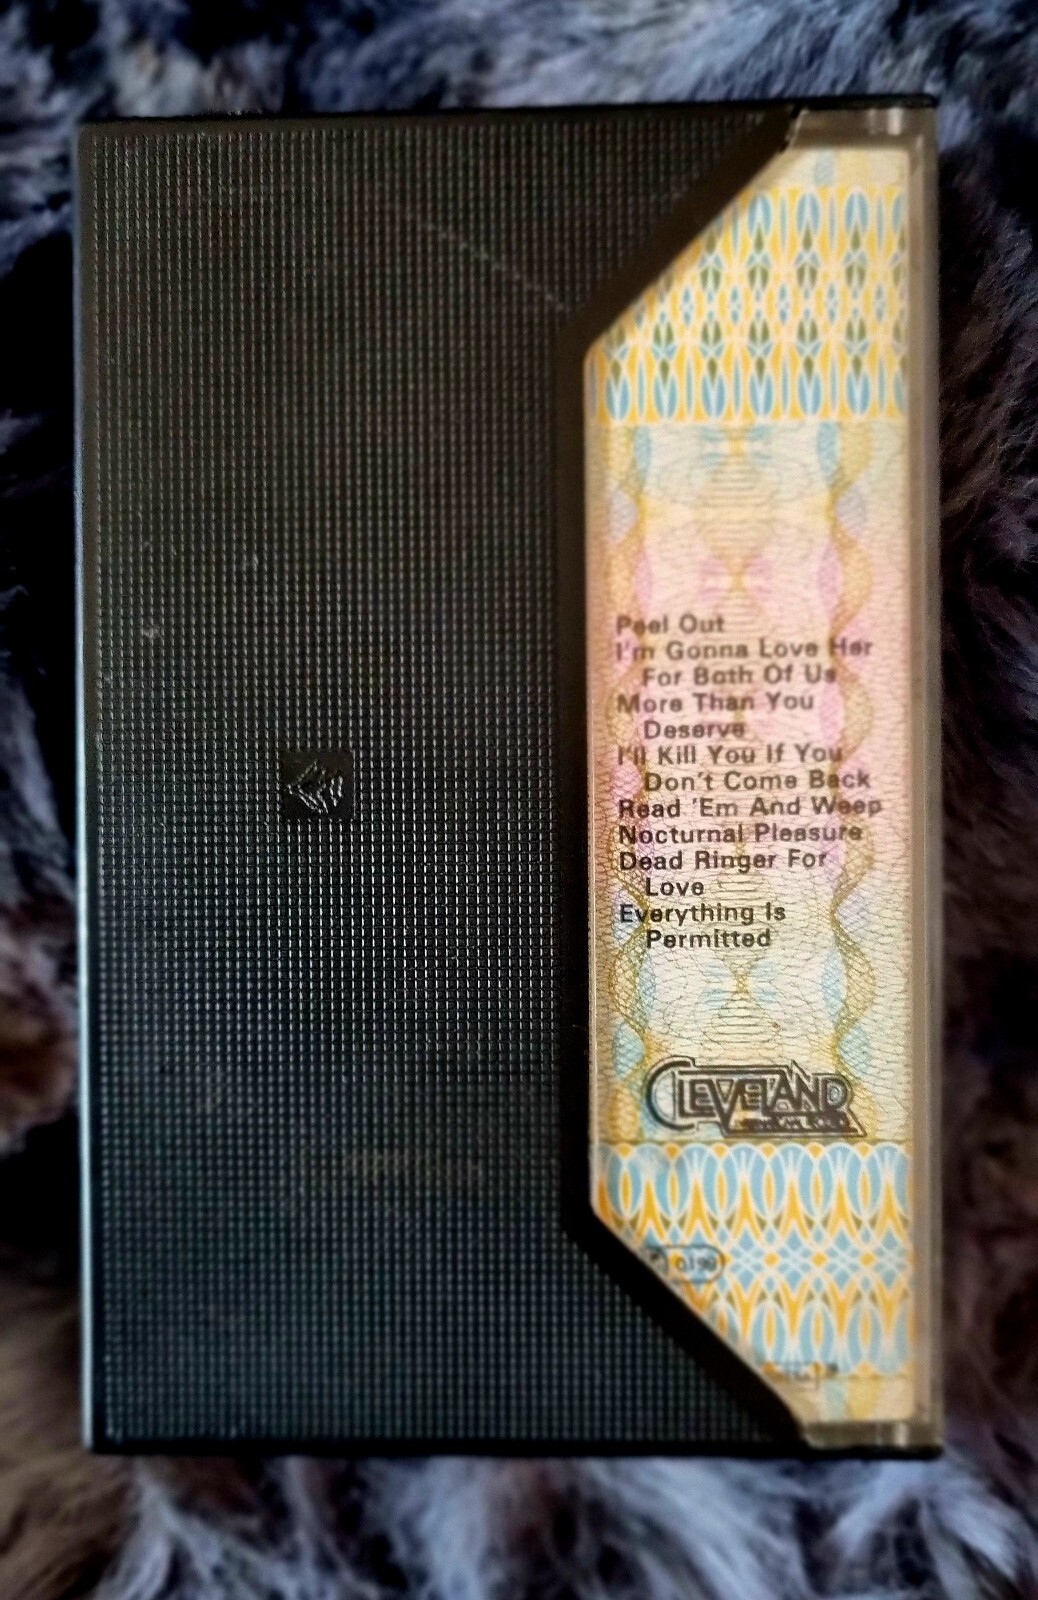 Peel Out
I'm Gonna Love Her
For Both Of Us
More Than You
Deserve
I'll Kill You If You
Don't Come Back
Read 'Em And Weep
Nocturnal Pleasure
Dead Ringer For
Love
Everything Is
Permitted
CLEVELAND